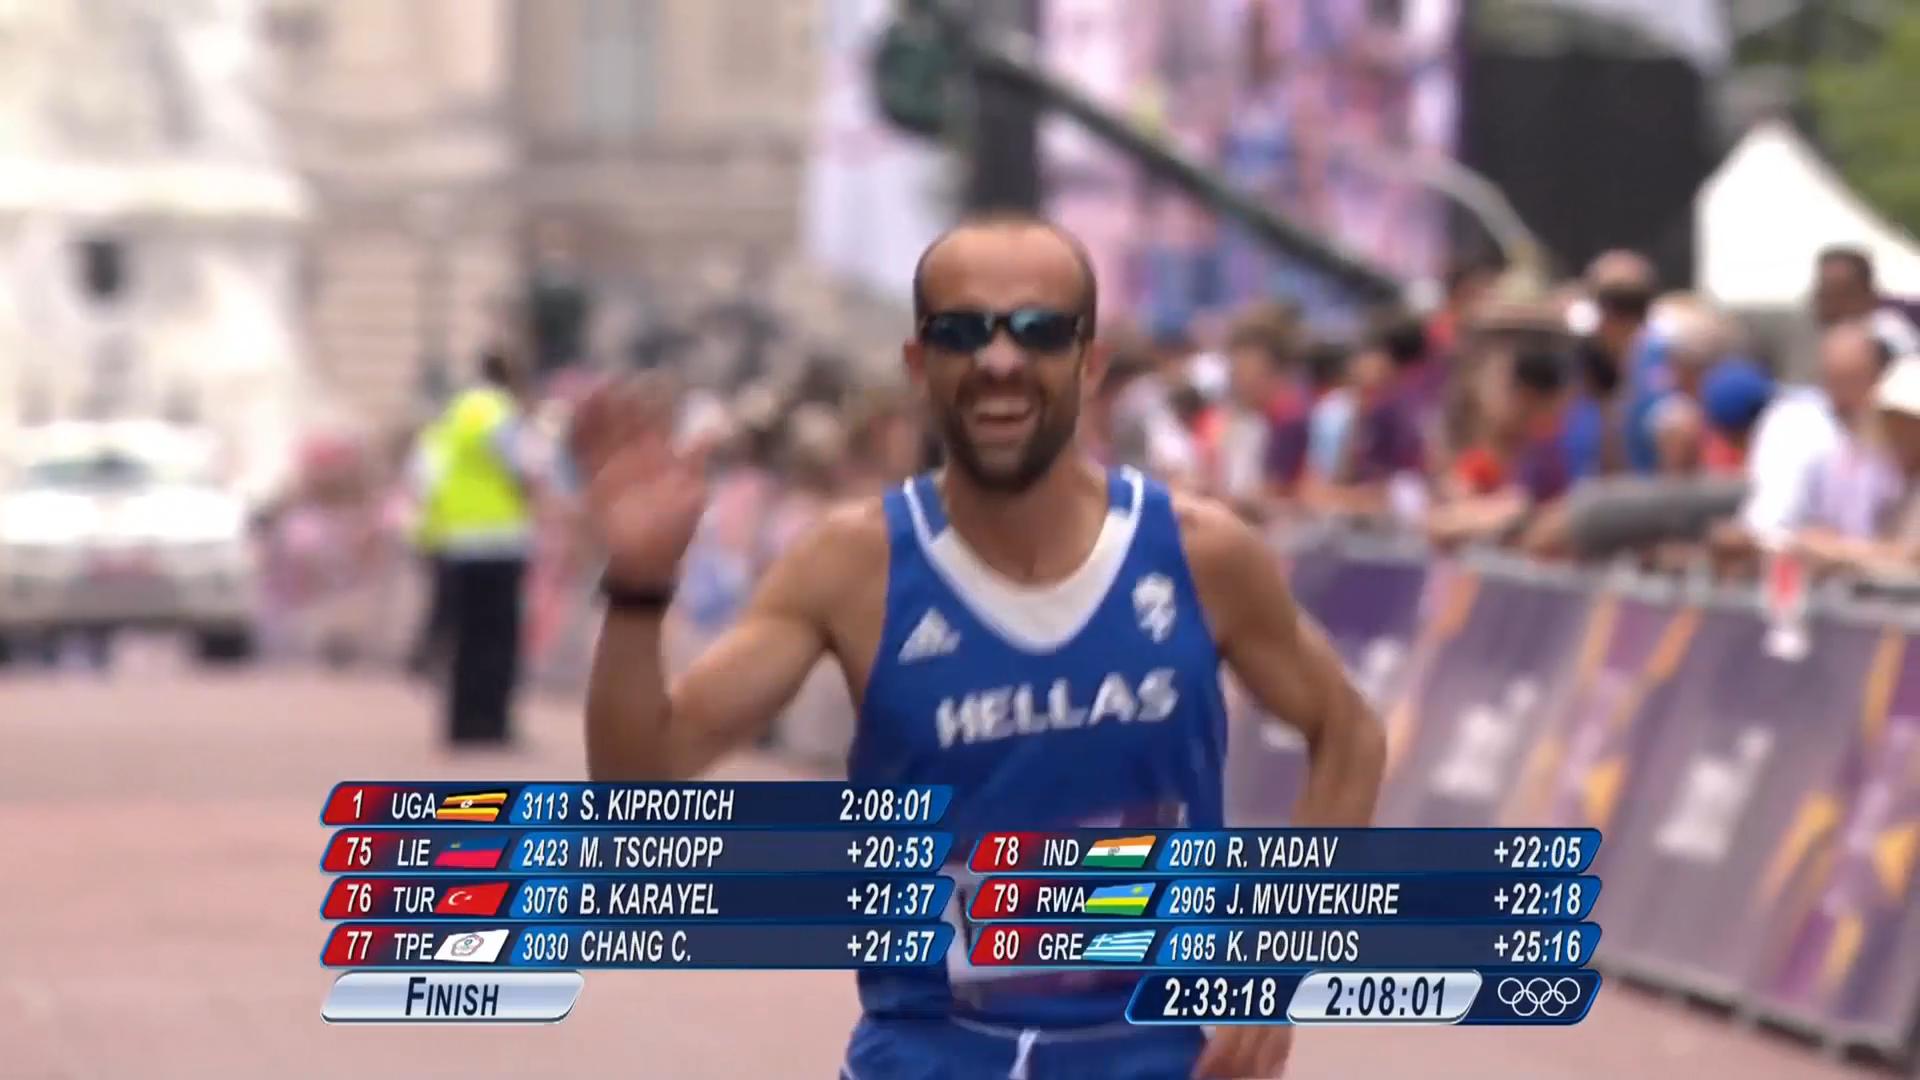 HELLAS
1 UGA 3113 S. KIPROTICH 2:08:01
75 LIE 2423 M. TSCHOPP +20:53
76 TUR 3076 B. KARAYEL +21:37
77 TPE 3030 CHANG C. +21:57
78 IND 2070 R. YADAV +22:05
79 RWA 2905 J. MVUYEKURE +22:18
80 GRE 1985 K. POULIOS +25:16
FINISH
2:33:18 2:08:01